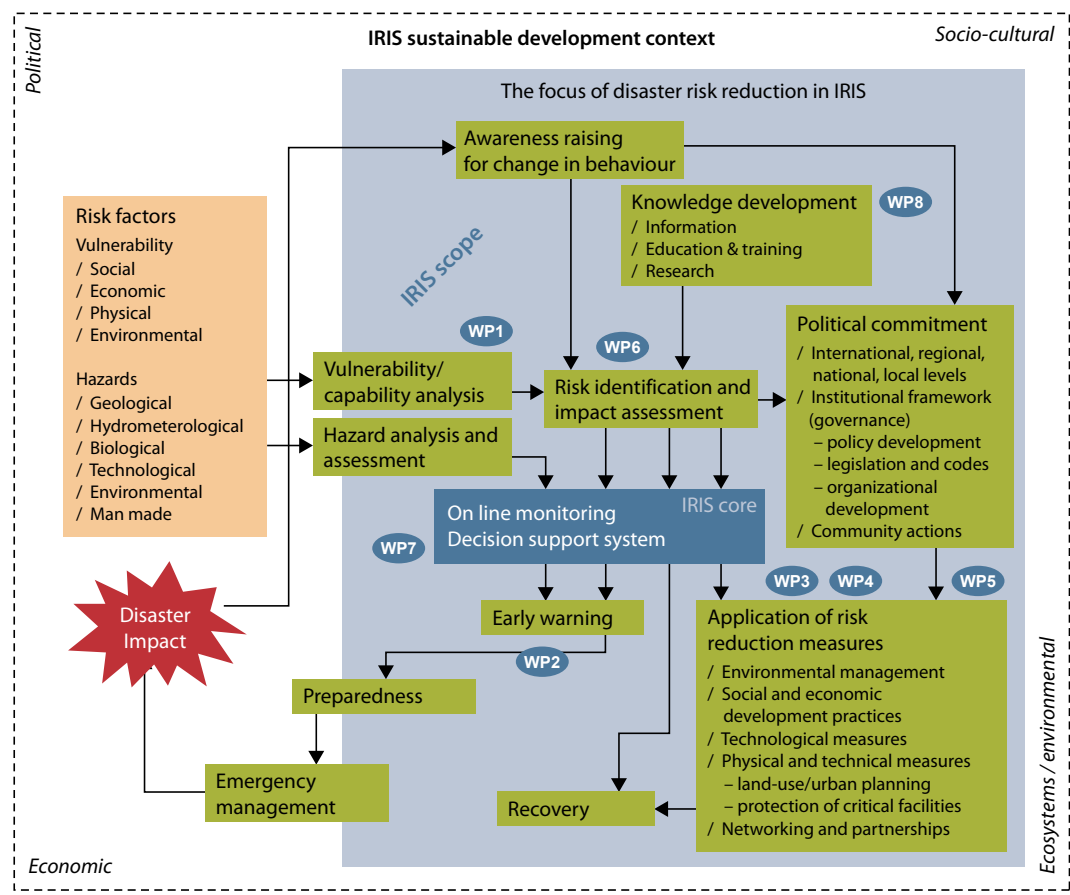 IRIS sustainable development context
Political
Socio-cultural
The focus of disaster risk reduction in IRIS
Awareness raising
for change in behaviour
Knowledge development
/ Information
/ Education & training
/ Research
WP8
Risk factors
Vulnerability
/ Social
/ Economic
/ Physical
/ Environmental
Hazards
/ Geological
/ Hydrometerological
/ Biological
/ Technological
/ Environmental
/ Man made
IRIS scope
WP1
WP6
Vulnerability/
capability analysis
Risk identification and
impact assessment
Political commitment
/ International, regional,
national, local levels
/ Institutional framework
(governance)
– policy development
– legislation and codes
– organizational
development
/ Community actions
Hazard analysis and
assessment
IRIS core
On line monitoring
Decision support system
WP7
WP3
WP4
WP5
Disaster
Impact
Early warning
WP2
Application of risk
reduction measures
/ Environmental management
/ Social and economic
development practices
/ Technological measures
/ Physical and technical measures
– land-use/urban planning
– protection of critical facilities
/ Networking and partnerships
Preparedness
Emergency
management
Recovery
Economic
Ecosystems / environmental